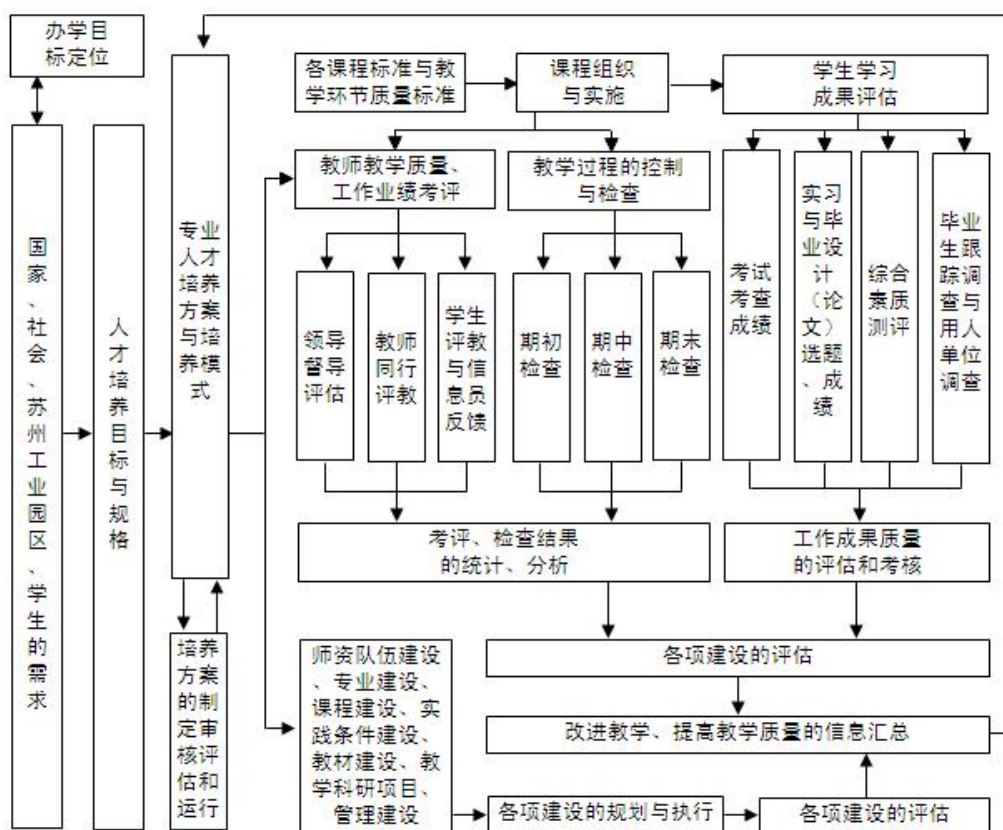 办学目
标定位
国家、社会、苏州工业园区、学生的需求
人才培养目标与规格
专业
人才
培养
方案
与培
养模
式
培养
方案
的制
定审
核评
估和
运行
各课程标准与教
学环节质量标准
课程组织
与实施
学生学习
成果评估
教师教学质量、
工作业绩考评
教学过程的控制
与检查
领导
督导
评估
教师
同行
评教
学生
评教
与信
息员
反馈
期初
检查
期中
检查
期末
检查
考试
考查
成绩
实习
与毕
业设
计
（论
文）
选题
、成
绩
综合
素质
测评
毕业
生跟
踪调
查与
用人
单位
调查
考评、检查结果
的统计、分析
工作成果质量
的评估和考核
师资队伍建设
、专业建设、
课程建设、实
践条件建设、
教材建设、教
学科研项目、
管理建设
各项建设的评估
改进教学、提高教学质量的信息汇总
各项建设的规划与执行
各项建设的评估